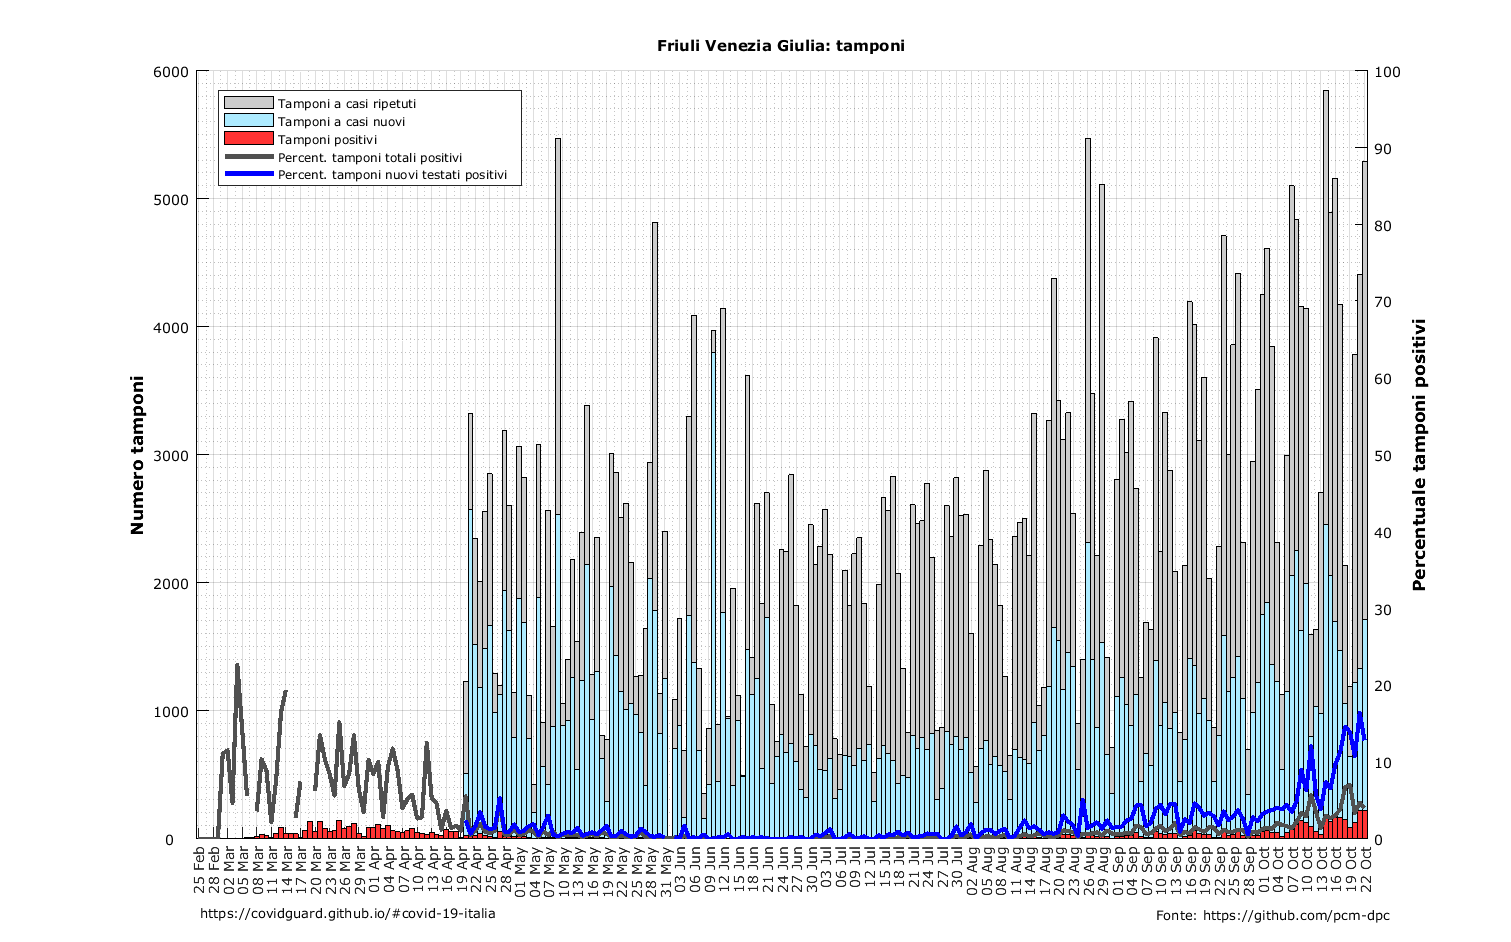 Friuli Venezia Giulia: tamponi
Tamponi a casi ripetuti
Tamponi a casi nuovi
Tamponi positivi
Percent. tamponi totali positivi
Percent. tamponi nuovi testati positivi
Numero tamponi
6000
5000
4000
3000
2000
1000
0
100
90
80
70
60
50
40
30
20
10
0
Percentuale tamponi positivi
25 Feb
28 Feb
02 Mar
05 Mar
08 Mar
11 Mar
14 Mar
17 Mar
20 Mar
23 Mar
26 Mar
29 Mar
01 Apr
04 Apr
07 Apr
10 Apr
13 Apr
16 Apr
19 Apr
22 Apr
25 Apr
28 Apr
01 May
04 May
07 May
10 May
13 May
16 May
19 May
22 May
25 May
28 May
31 May
03 Jun
06 Jun
09 Jun
12 Jun
15 Jun
18 Jun
21 Jun
24 Jun
27 Jun
30 Jun
03 Jul
06 Jul
09 Jul
12 Jul
15 Jul
18 Jul
21 Jul
24 Jul
27 Jul
30 Jul
02 Aug
05 Aug
08 Aug
11 Aug
14 Aug
17 Aug
20 Aug
23 Aug
26 Aug
29 Aug
01 Sep
04 Sep
07 Sep
10 Sep
13 Sep
16 Sep
19 Sep
22 Sep
25 Sep
28 Sep
01 Oct
04 Oct
07 Oct
10 Oct
13 Oct
16 Oct
19 Oct
22 Oct
https://covidguard.github.io/#covid-19-italia
Fonte: https://github.com/pcm-dpc